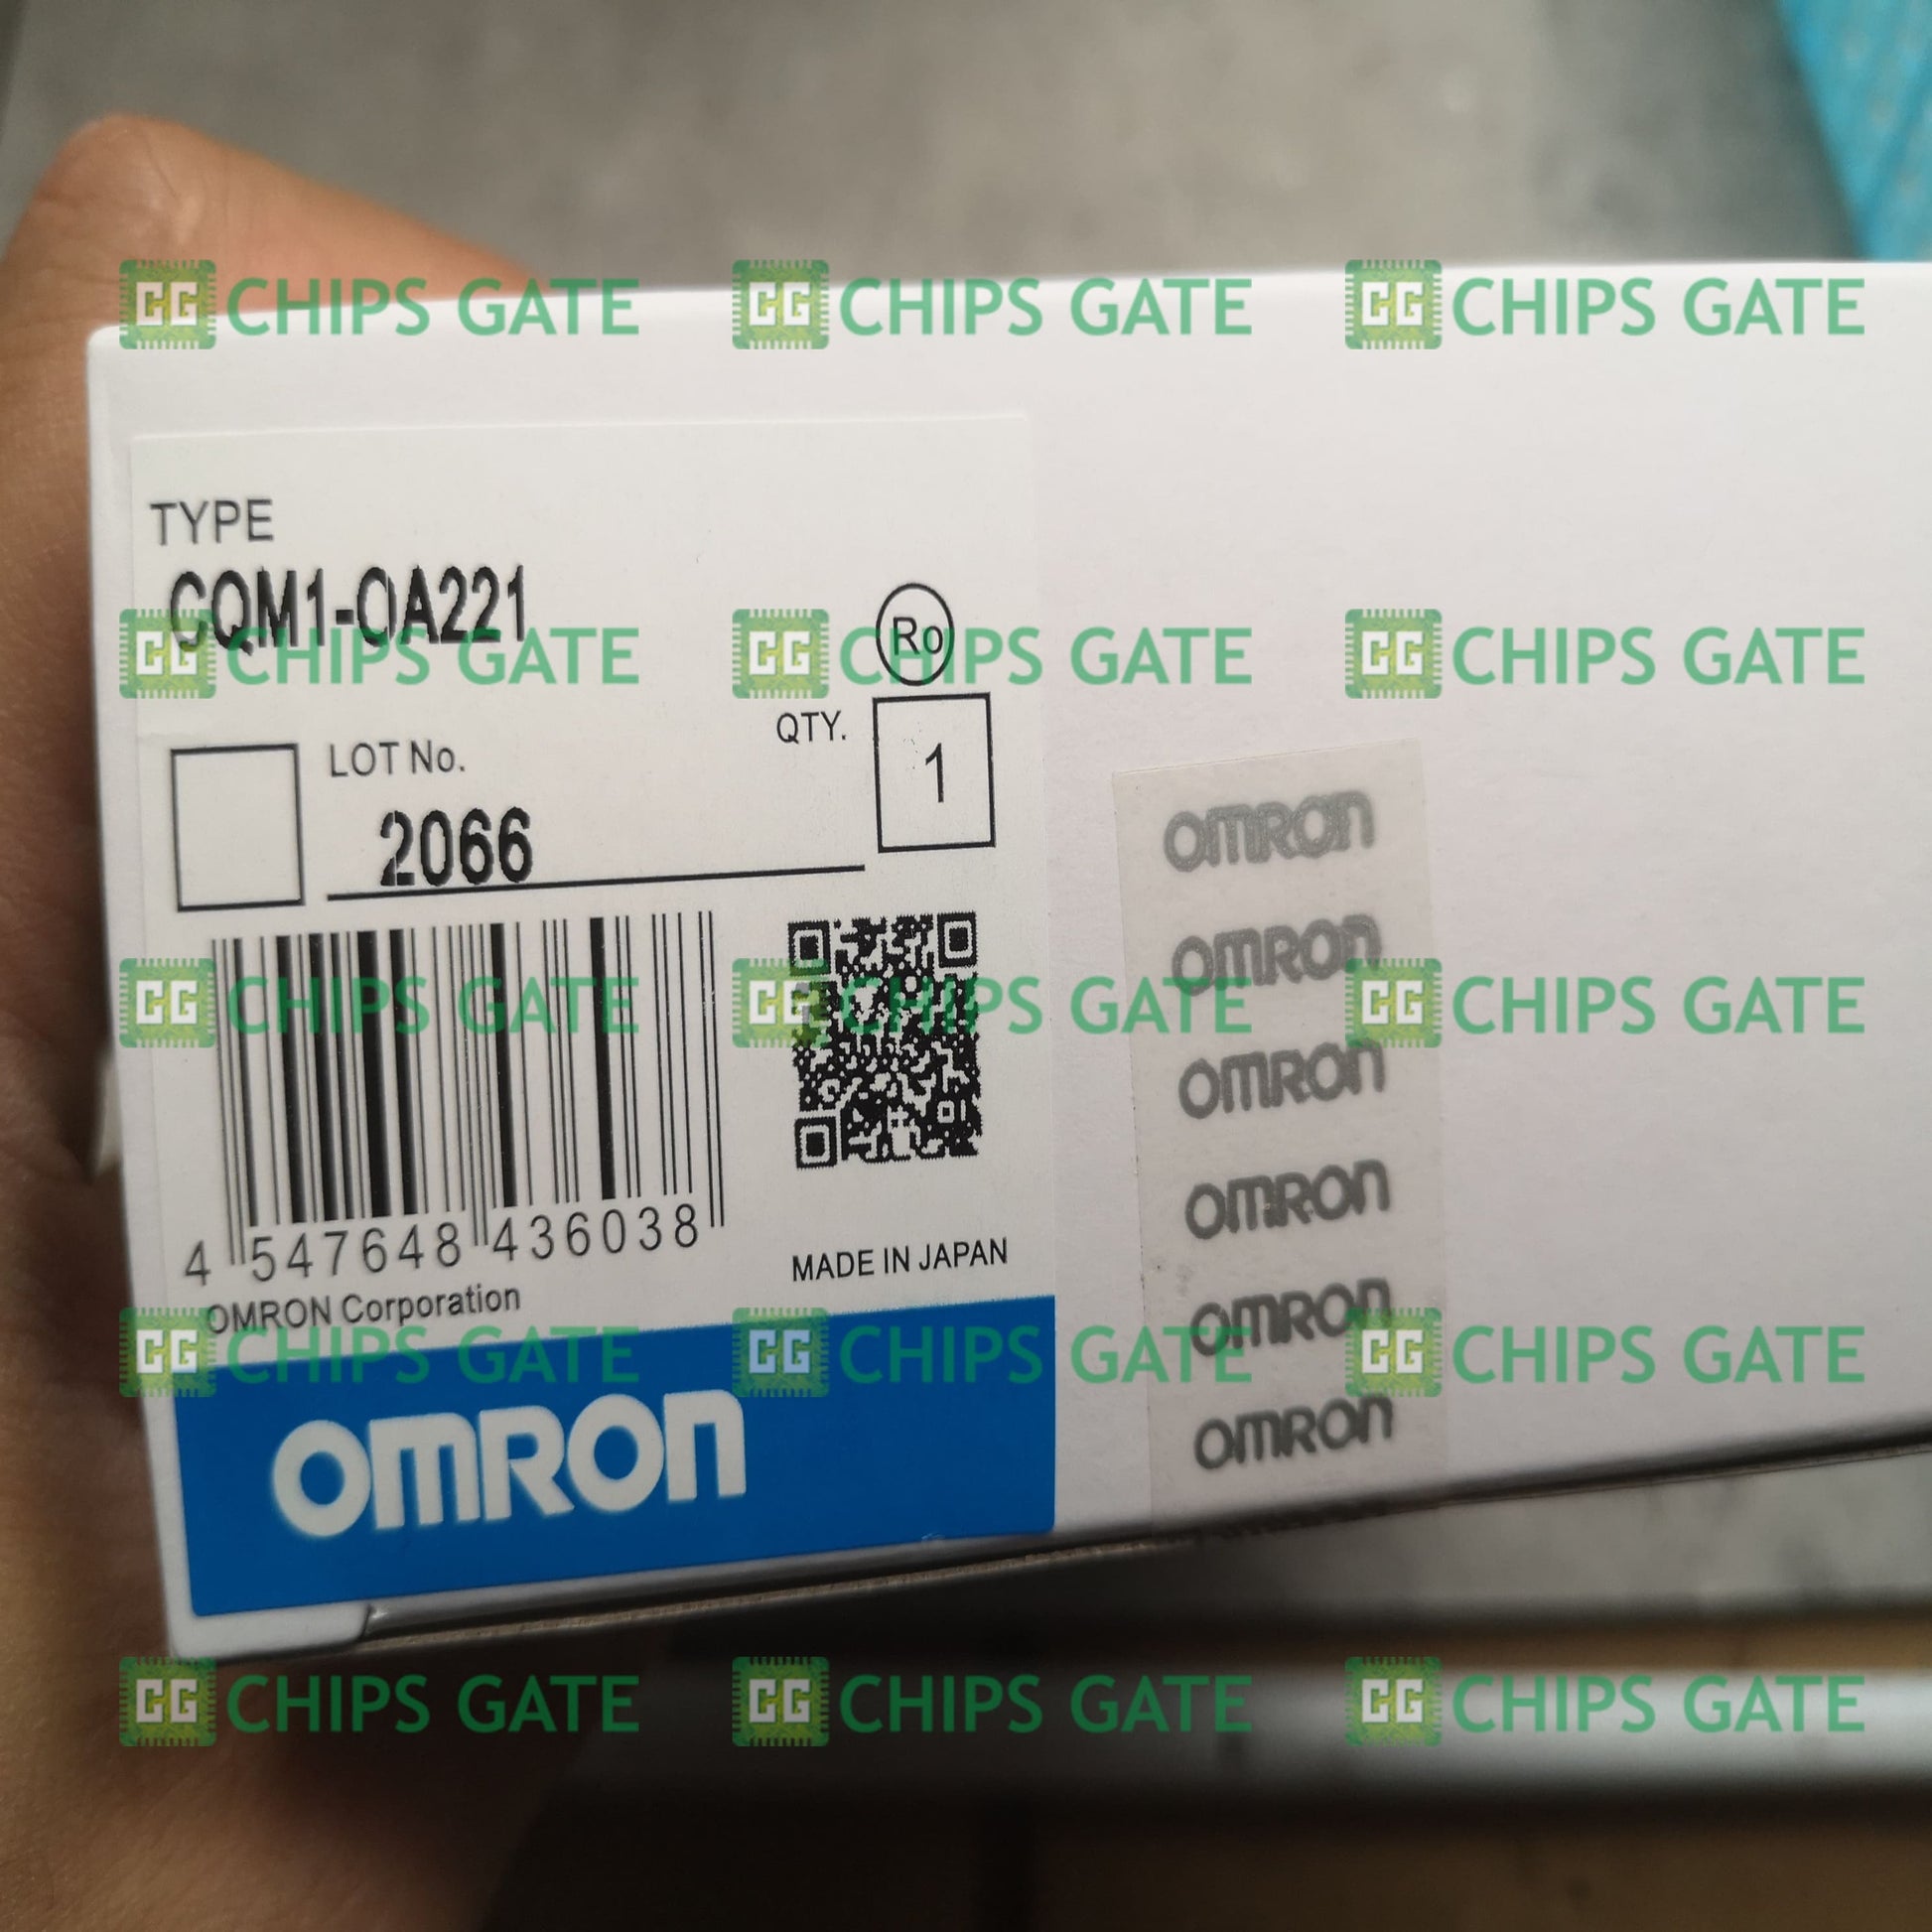 CHIPS GATE CHIPS GATE CHIPS GATE
TYPE
CQM1-OA221
Ro
CHIPS GATE CHIPS GATE CHIPS GATE
LOT No.
2066
QTY.
1
CHIPS GATE CHIPS GATE CHIPS GATE
4 547648 436038
OMRON Corporation
MADE IN JAPAN
CHIPS GATE CHIPS GATE CHIPS GATE
OMRON
OMRON
OMRON
OMRON
OMRON
OMRON
OMRON
CHIPS GATE CHIPS GATE CHIPS GATE